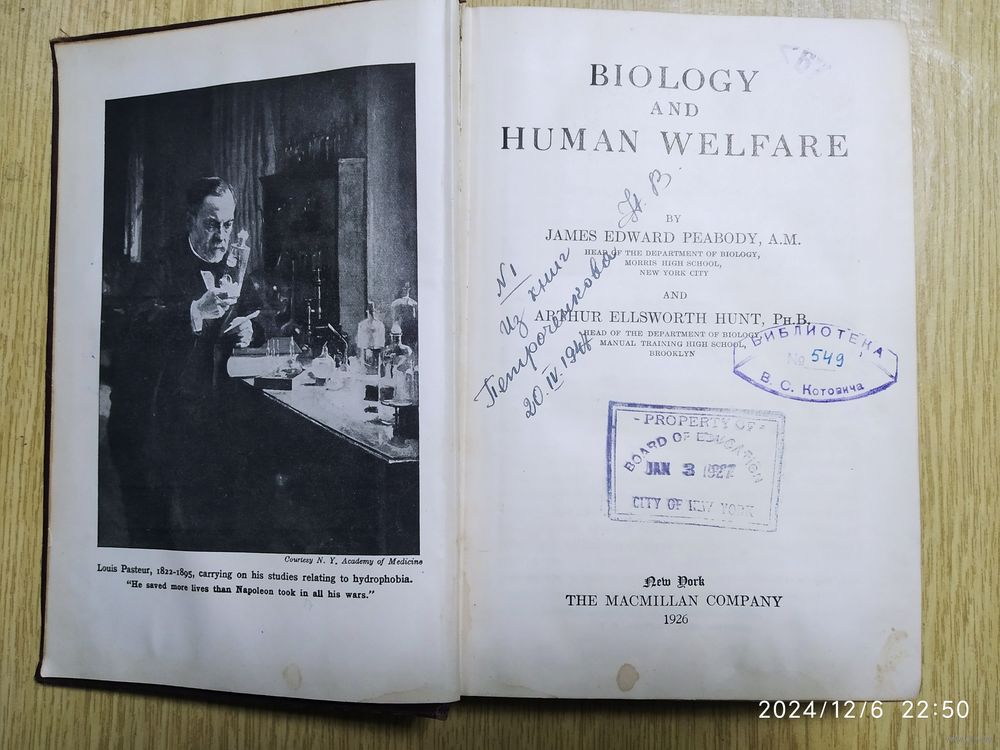 Courtesy N. Y. Academy of Medicine
Louis Pasteur, 1822-1895, carrying on his studies relating to hydrophobia.
"He saved more lives than Napoleon took in all his wars."
BIOLOGY
AND
HUMAN WELFARE
BY
JAMES EDWARD PEABODY, A.M.
HEAD OF THE DEPARTMENT OF BIOLOGY,
MORRIS HIGH SCHOOL,
NEW YORK CITY
AND
ARTHUR ELLSWORTH HUNT, PH.B.
HEAD OF THE DEPARTMENT OF BIOLOGY,
MANUAL TRAINING HIGH SCHOOL,
BROOKLYN
№1
Из книг
Петроченкова
В.
20.IV.194
БИБЛИОТЕКА
№ 549
В. С. Котовича
- PROPERTY OF -
BOARD OF EDUCATION
JAN 3 1927
CITY OF NEW YORK
New York
THE MACMILLAN COMPANY
1926
2024/12/6 22:50